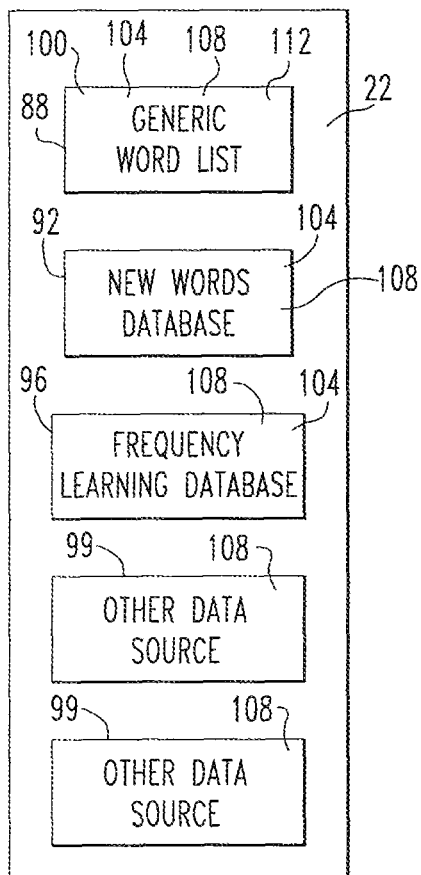 100 104 108 112
88 GENERIC 22
WORD LIST
92 104
NEW WORDS 108
DATABASE
96 108 104
FREQUENCY
LEARNING DATABASE
99 108
OTHER DATA
SOURCE
99 108
OTHER DATA
SOURCE